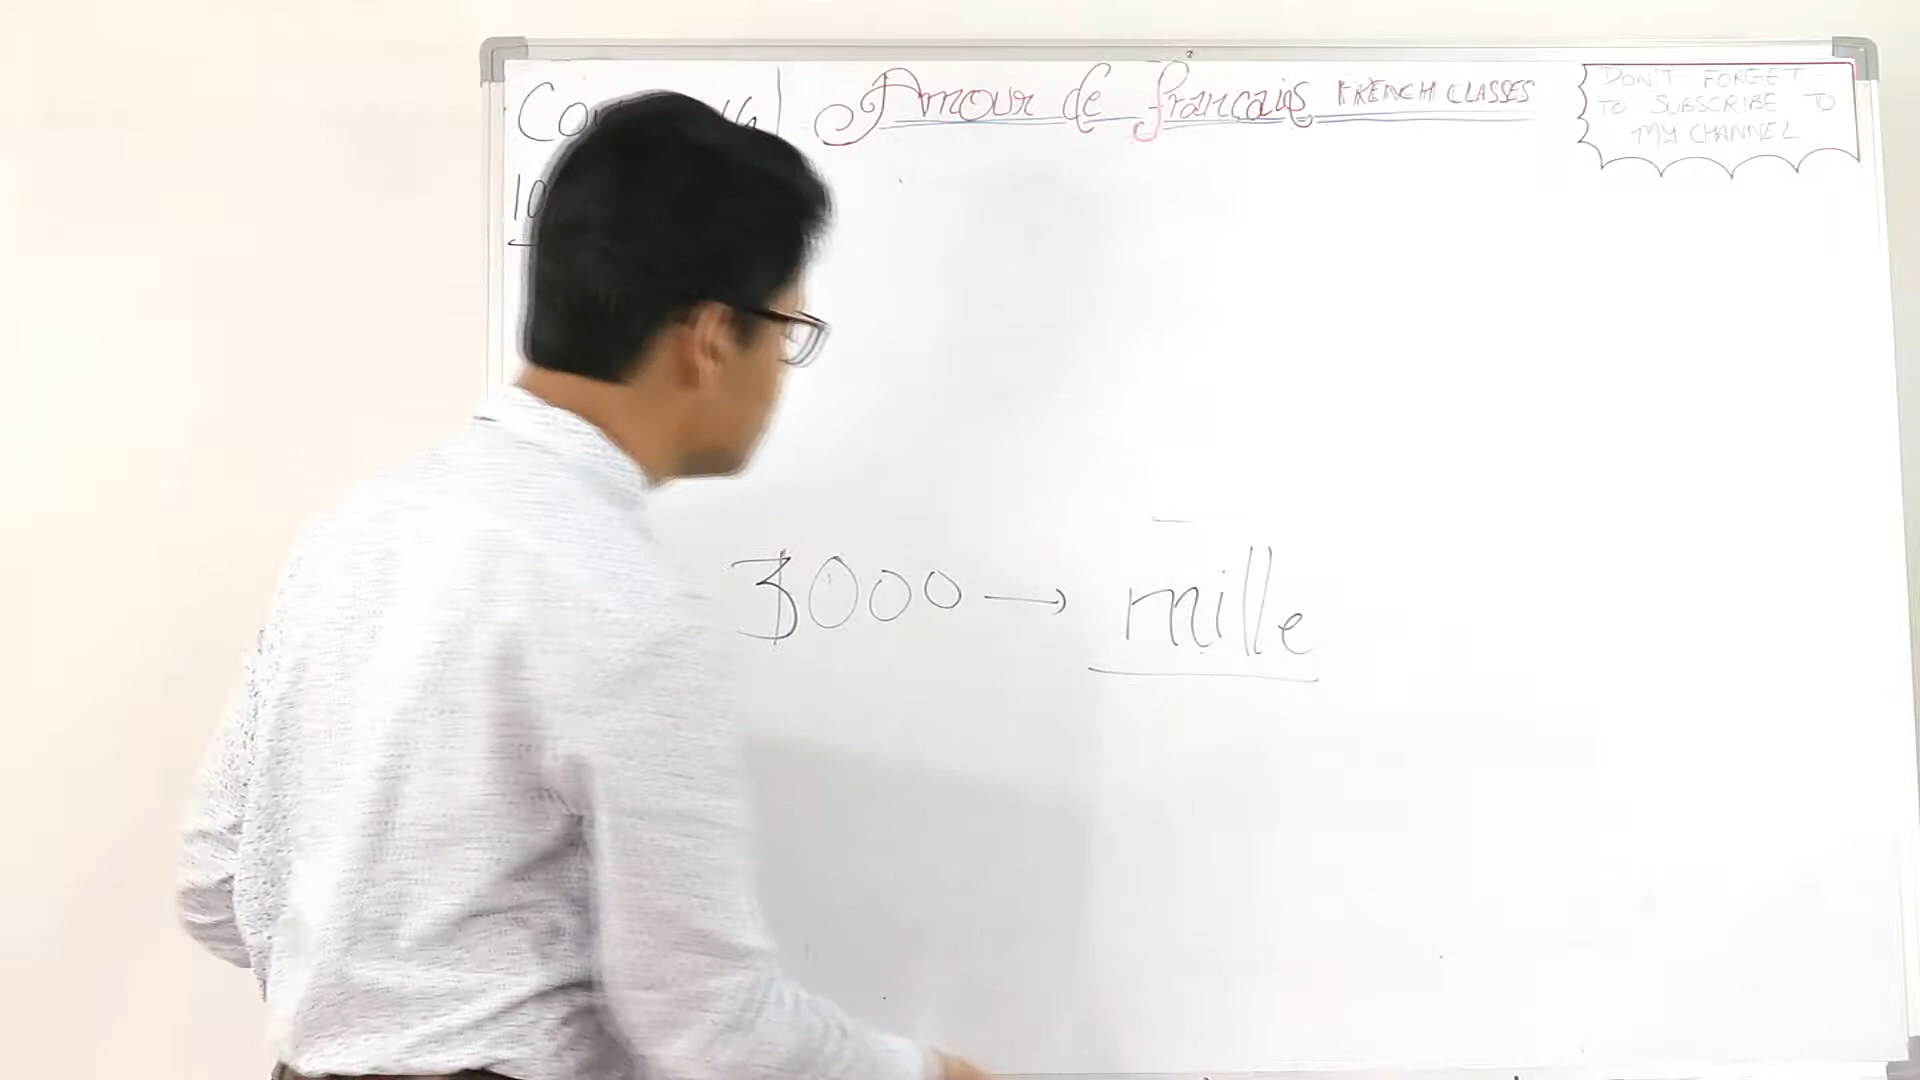 Amour de français FRENCH CLASSES
DON'T FORGET
TO SUBSCRIBE TO
MY CHANNEL
3000 → mille